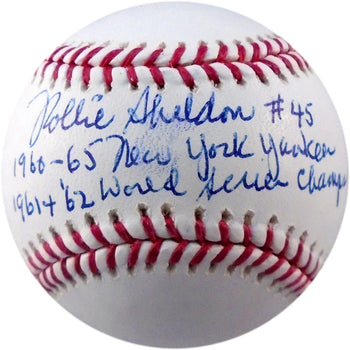 Rollie Sheldon #45
1960-65 New York Yankees
1961+'62 World Series Champs